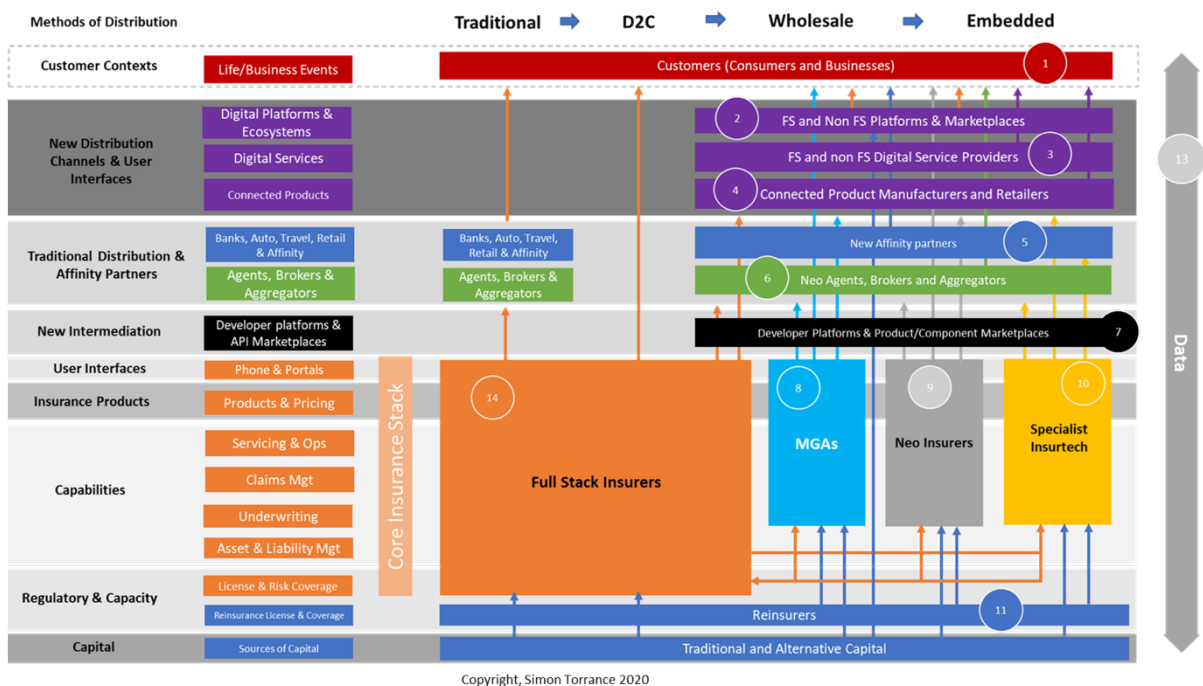 Methods of Distribution
Traditional
D2C
Wholesale
Embedded
Customer Contexts
Life/Business Events
Customers (Consumers and Businesses)
1
New Distribution
Channels & User
Interfaces
Digital Platforms &
Ecosystems
2
FS and Non FS Platforms & Marketplaces
Digital Services
FS and non FS Digital Service Providers
3
Connected Products
4
Connected Product Manufacturers and Retailers
13
Data
Traditional Distribution &
Affinity Partners
Banks, Auto, Travel, Retail
& Affinity
Banks, Auto, Travel,
Retail & Affinity
New Affinity partners
5
Agents, Brokers &
Aggregators
Agents, Brokers &
Aggregators
6
Neo Agents, Brokers and Aggregators
New Intermediation
Developer platforms &
API Marketplaces
Developer Platforms & Product/Component Marketplaces
7
User Interfaces
Phone & Portals
Insurance Products
Products & Pricing
Capabilities
Servicing & Ops
Claims Mgt
Underwriting
Asset & Liability Mgt
Core Insurance Stack
14
Full Stack Insurers
8
MGAs
9
Neo Insurers
10
Specialist
Insurtech
Regulatory & Capacity
License & Risk Coverage
Reinsurance License & Coverage
Reinsurers
11
Capital
Sources of Capital
Traditional and Alternative Capital
Copyright, Simon Torrance 2020